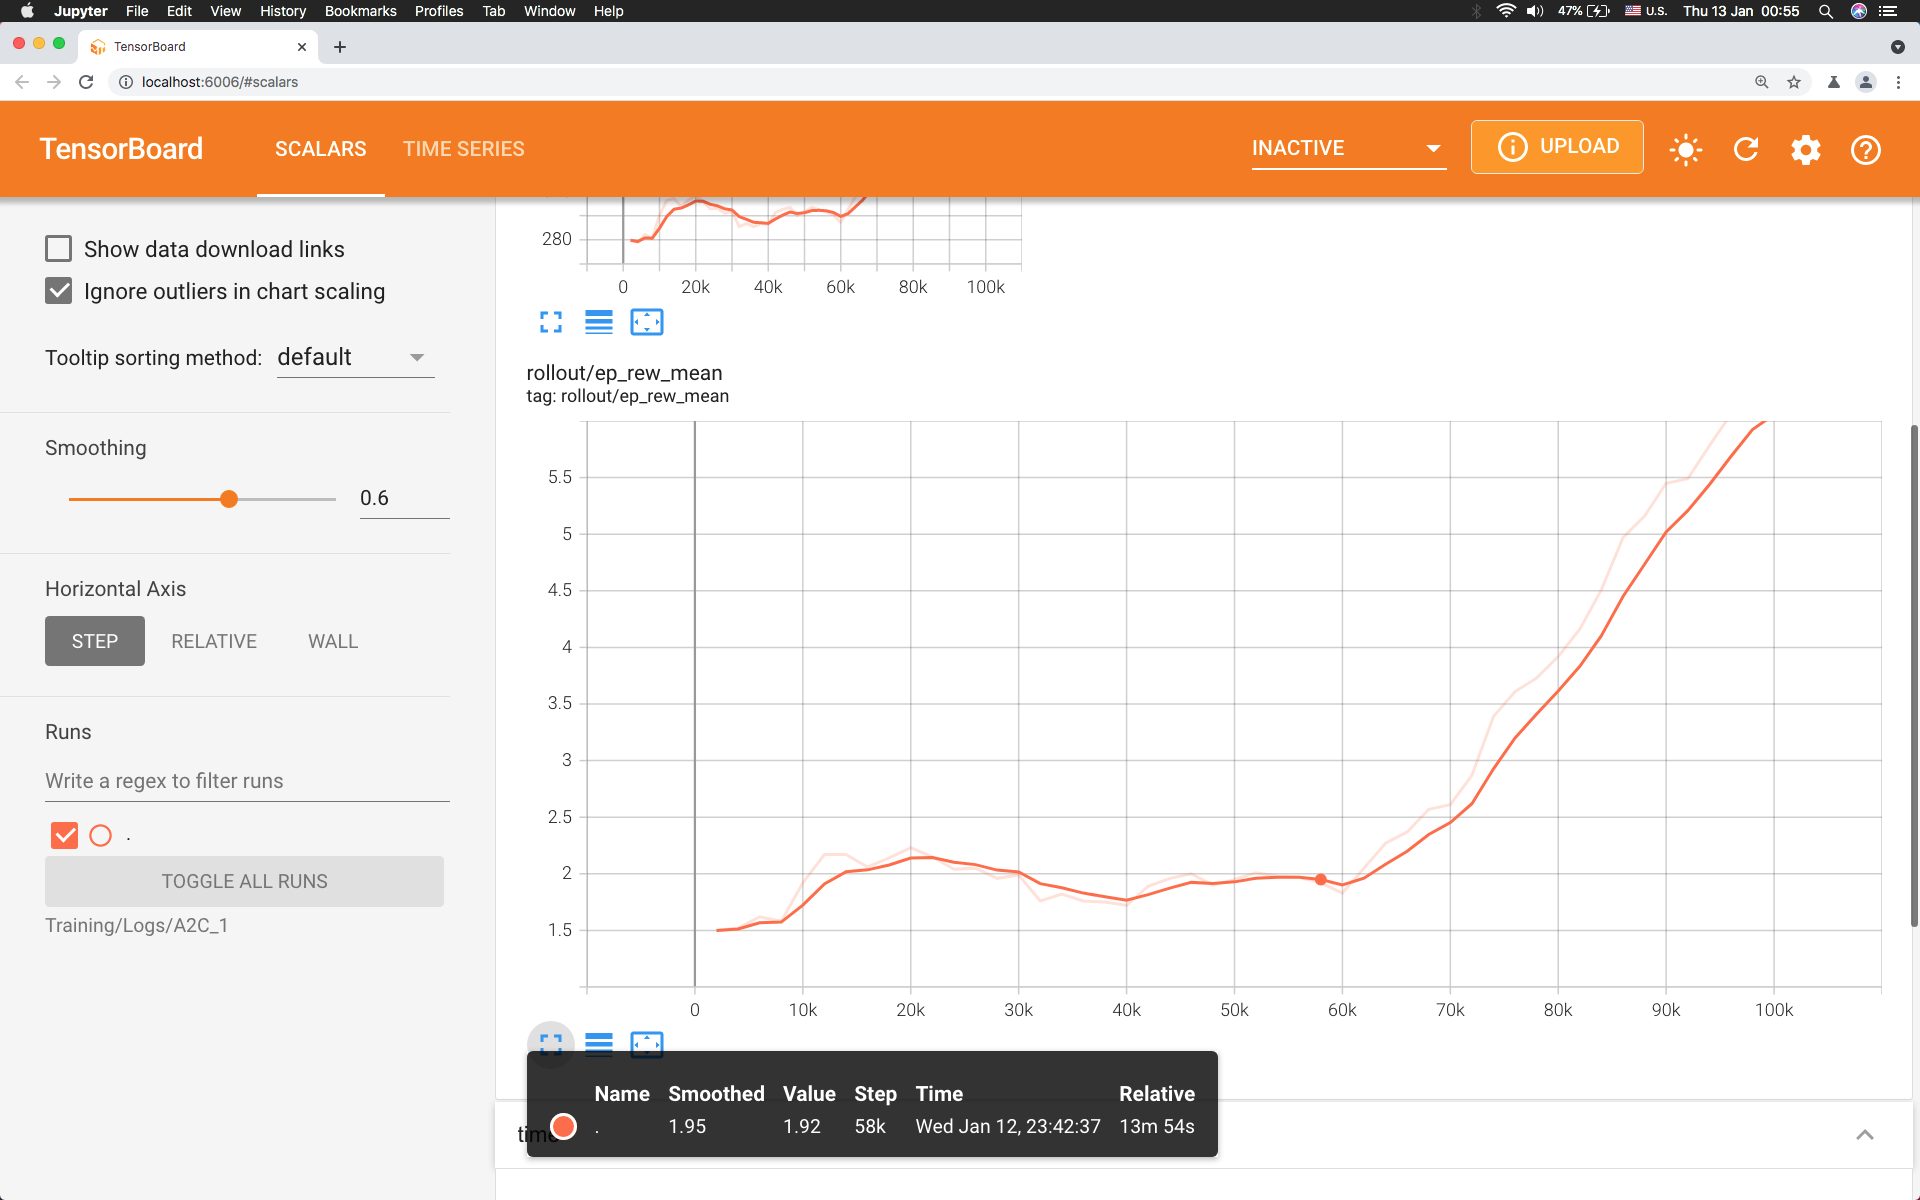 Jupyter File Edit View History Bookmarks Profiles Tab Window Help 47% U.S. Thu 13 Jan 00:55
TensorBoard
localhost:6006/#scalars
TensorBoard SCALARS TIME SERIES INACTIVE UPLOAD
Show data download links
Ignore outliers in chart scaling
Tooltip sorting method: default
Smoothing
0.6
Horizontal Axis
STEP RELATIVE WALL
Runs
Write a regex to filter runs
.
TOGGLE ALL RUNS
Training/Logs/A2C_1
280
0 20k 40k 60k 80k 100k
rollout/ep_rew_mean
tag: rollout/ep_rew_mean
5.5
5
4.5
4
3.5
3
2.5
2
1.5
0 10k 20k 30k 40k 50k 60k 70k 80k 90k 100k
Name Smoothed Value Step Time Relative
. 1.95 1.92 58k Wed Jan 12, 23:42:37 13m 54s
time